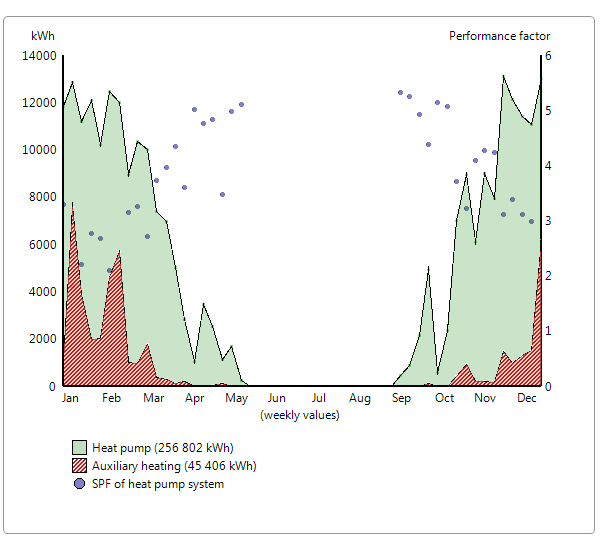 kWh Performance factor
14000 6
12000 5
10000
4
8000
3
6000
2
4000
2000 1
0 0
Jan Feb Mar Apr May Jun Jul Aug Sep Oct Nov Dec
(weekly values)
Heat pump (256 802 kWh)
Auxiliary heating (45 406 kWh)
SPF of heat pump system